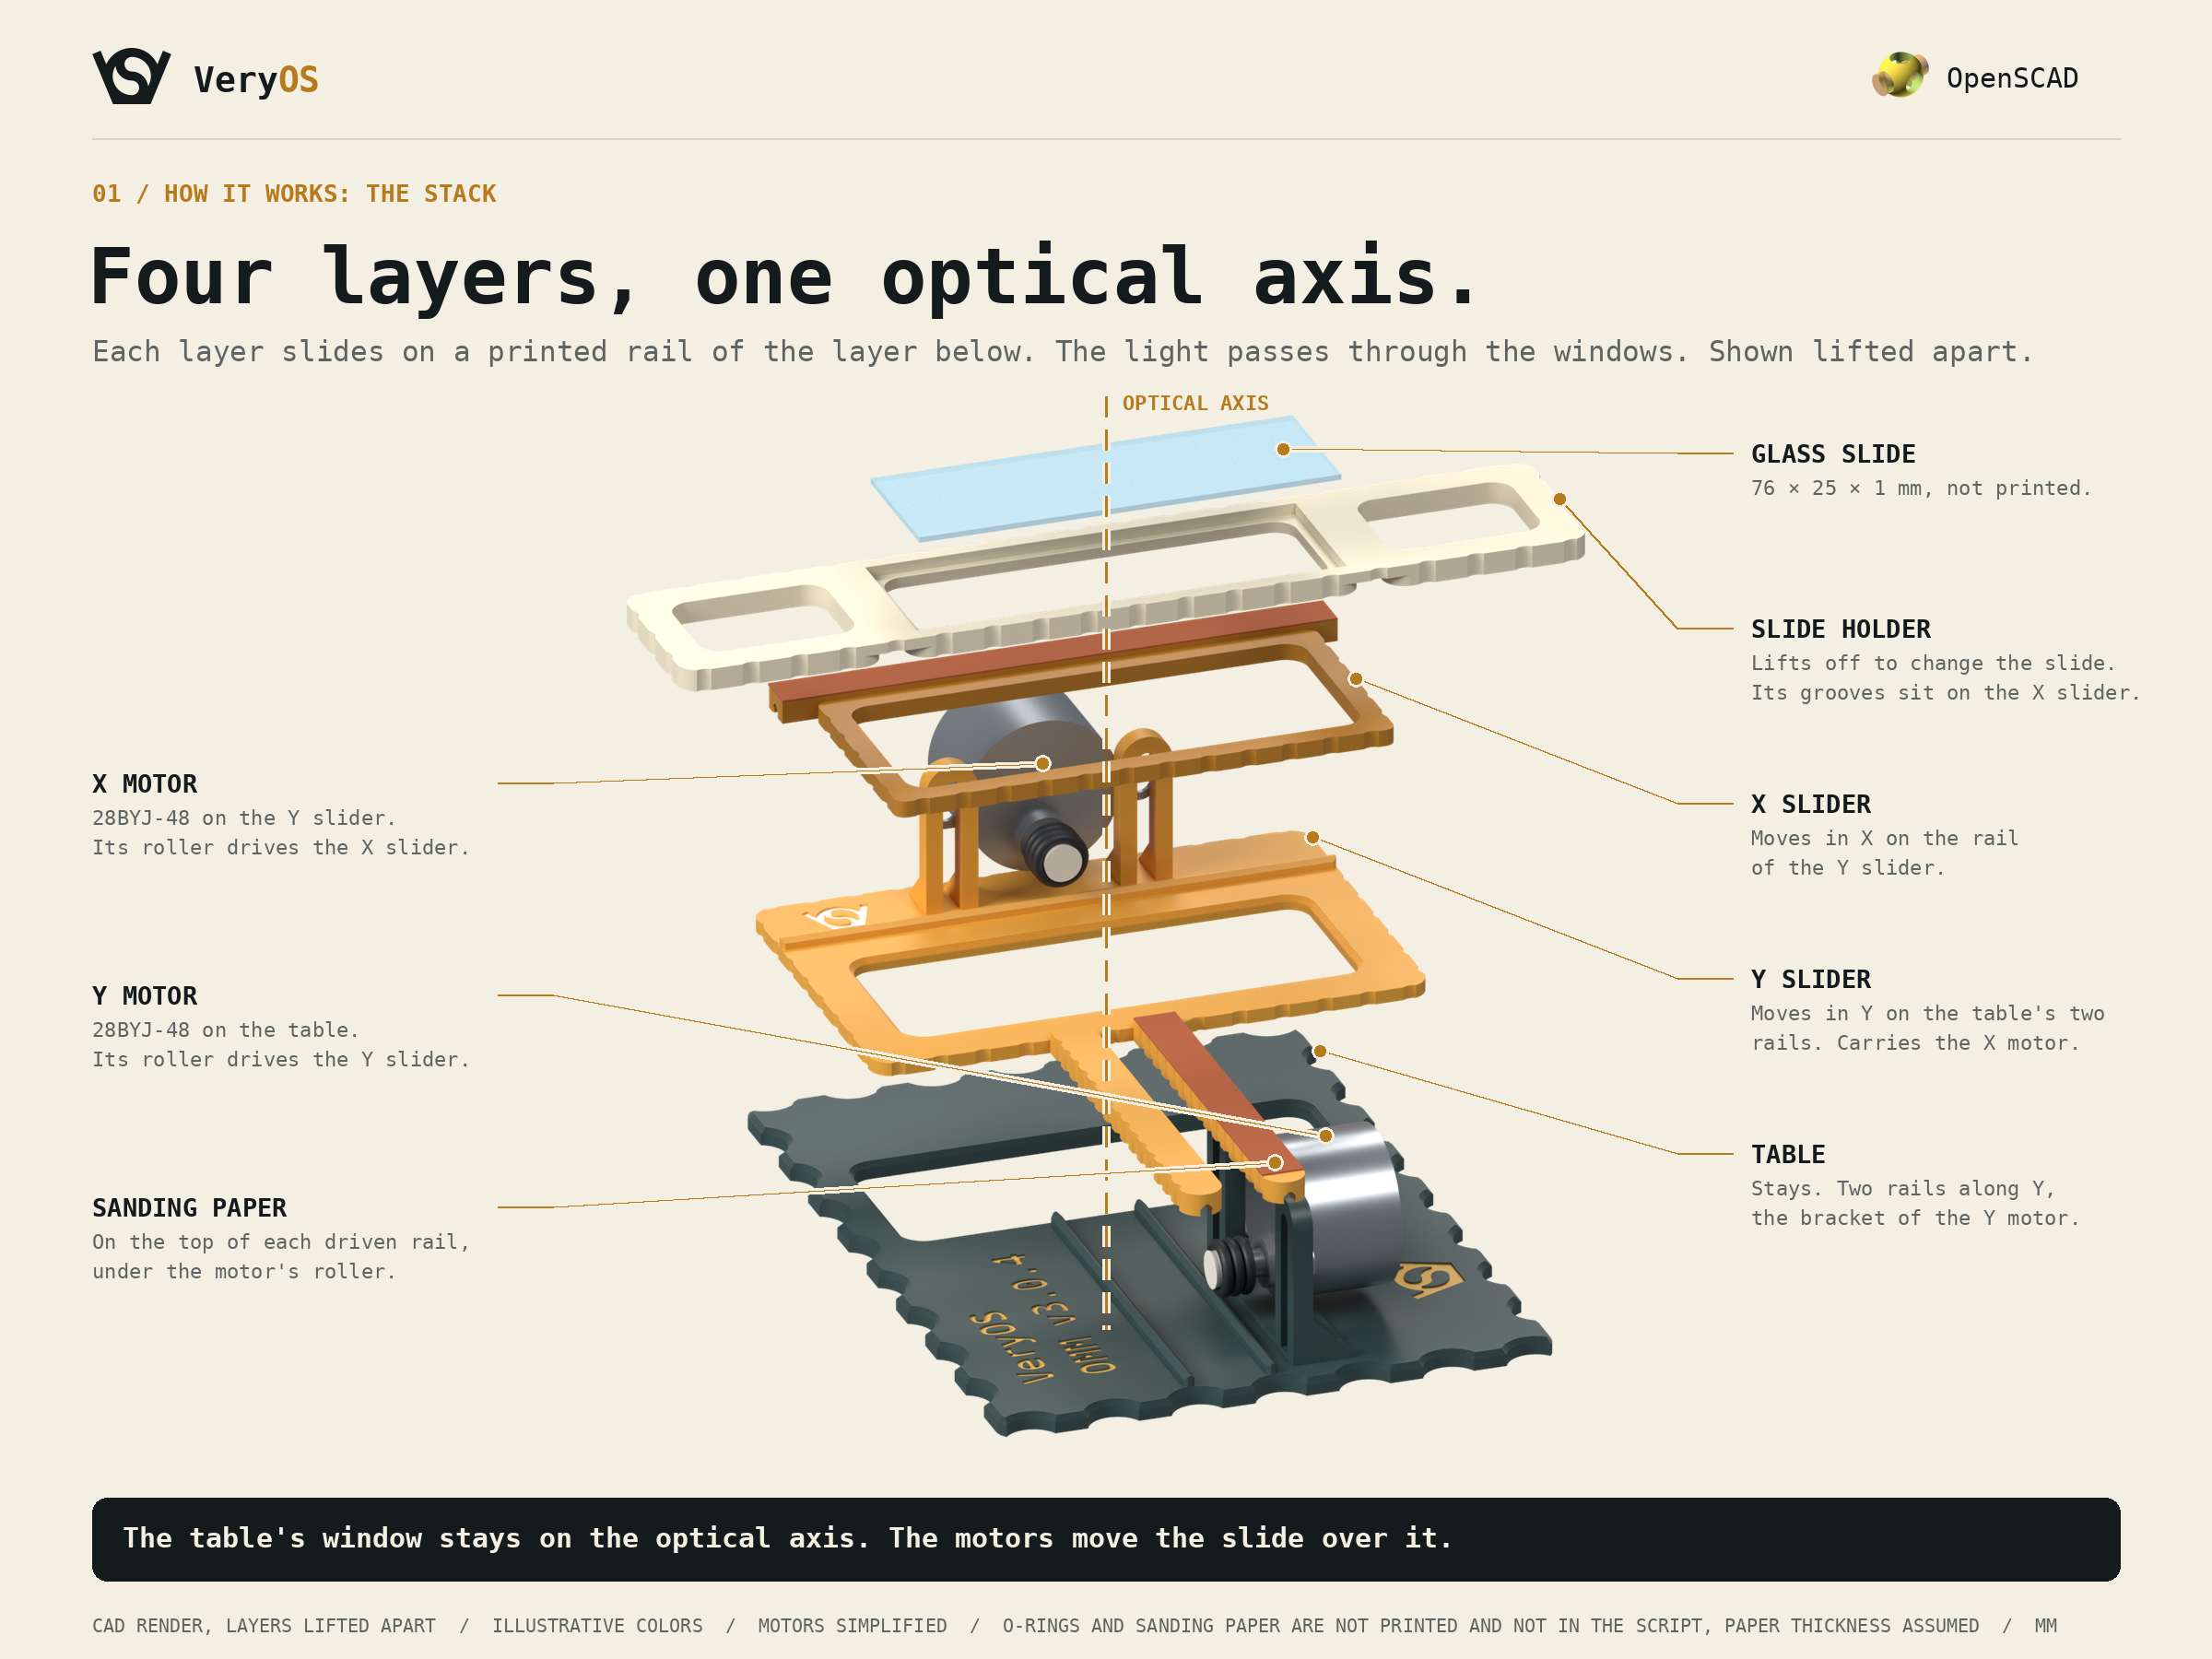 VeryOS
OpenSCAD
01 / HOW IT WORKS: THE STACK
Four layers, one optical axis.
Each layer slides on a printed rail of the layer below. The light passes through the windows. Shown lifted apart.
OPTICAL AXIS
GLASS SLIDE
76 × 25 × 1 mm, not printed.
SLIDE HOLDER
Lifts off to change the slide.
Its grooves sit on the X slider.
X MOTOR
28BYJ-48 on the Y slider.
Its roller drives the X slider.
X SLIDER
Moves in X on the rail
of the Y slider.
Y MOTOR
28BYJ-48 on the table.
Its roller drives the Y slider.
Y SLIDER
Moves in Y on the table's two
rails. Carries the X motor.
SANDING PAPER
On the top of each driven rail,
under the motor's roller.
TABLE
Stays. Two rails along Y,
the bracket of the Y motor.
VeryOS
v3.0.4
The table's window stays on the optical axis. The motors move the slide over it.
CAD RENDER, LAYERS LIFTED APART / ILLUSTRATIVE COLORS / MOTORS SIMPLIFIED / O-RINGS AND SANDING PAPER ARE NOT PRINTED AND NOT IN THE SCRIPT, PAPER THICKNESS ASSUMED / MM